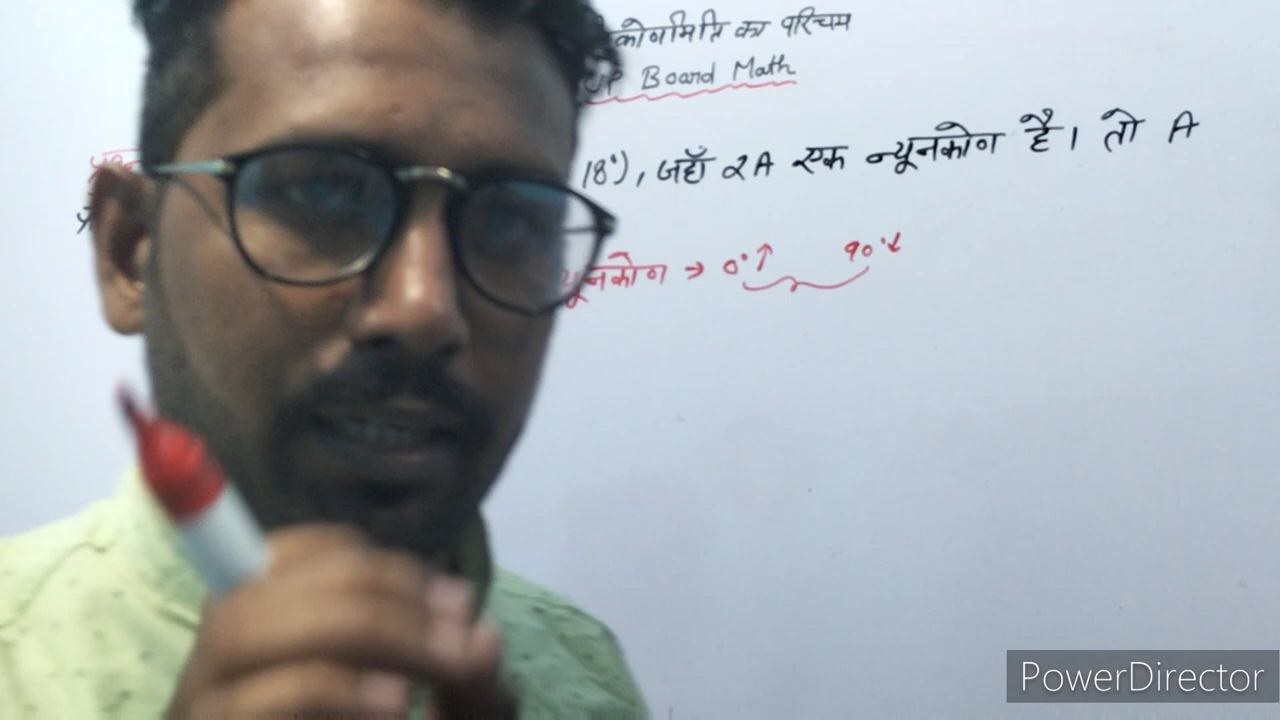 कोणमिति का परिचय
UP Board Math
18°), जहाँ 2A एक न्यूनकोण है। तो A
यूनकोण → 0°↑ 90°↓
PowerDirector